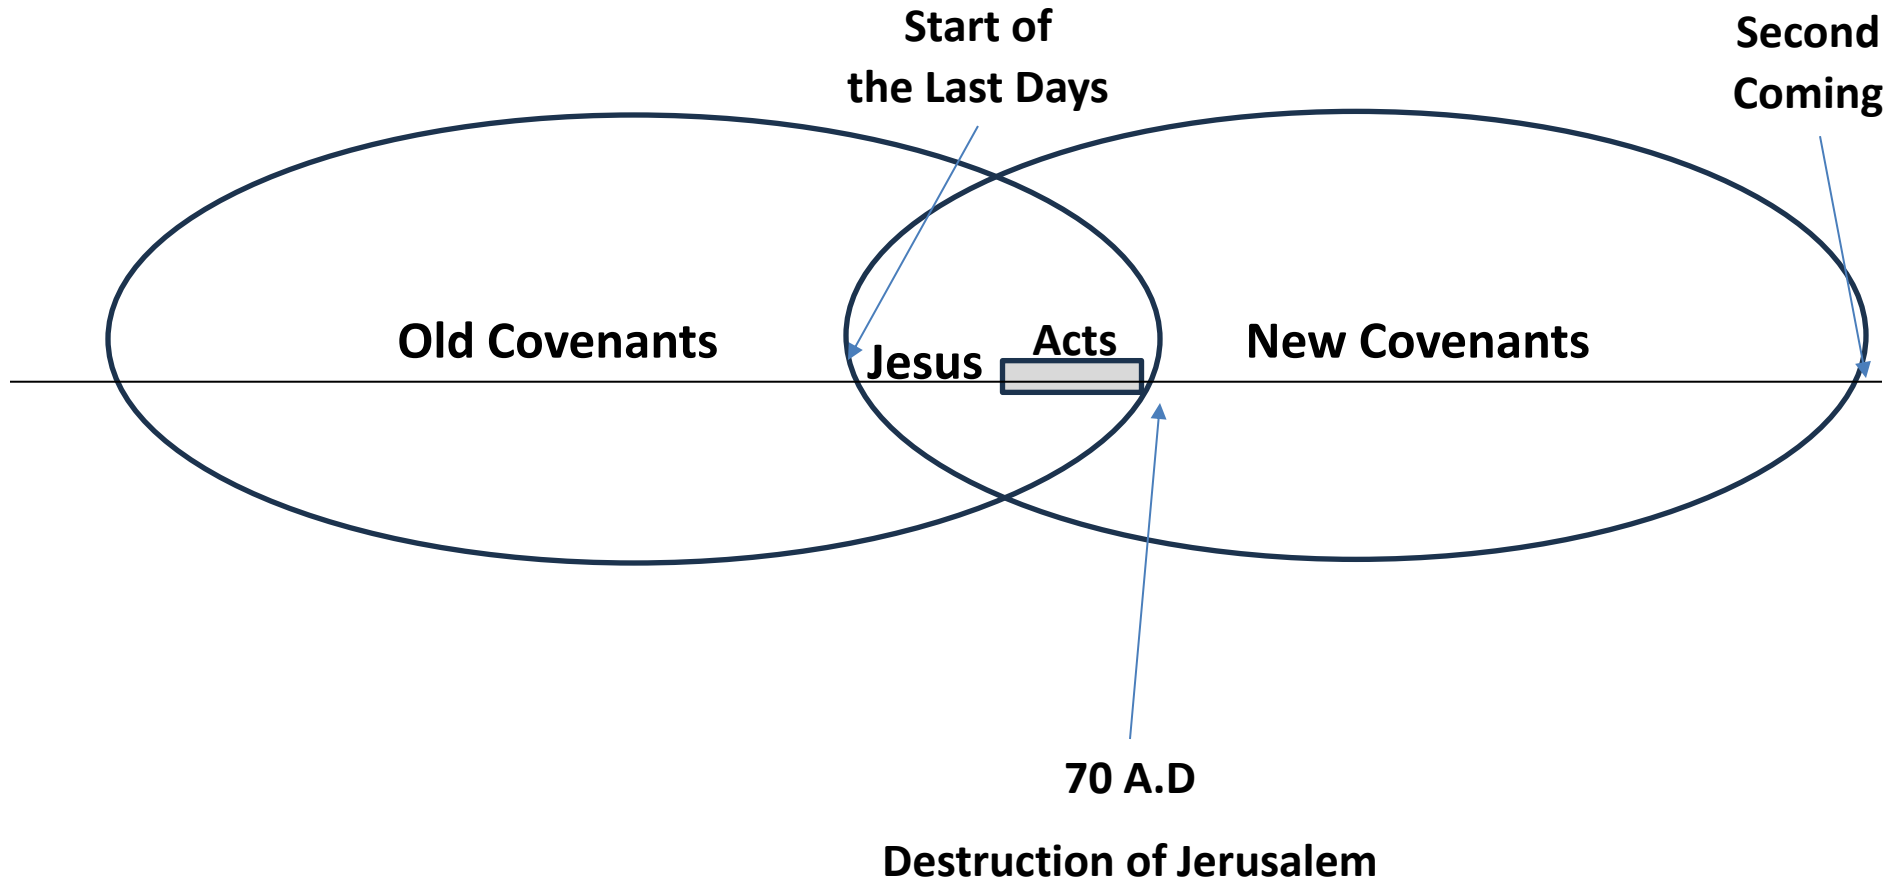 Start of
the Last Days
Second
Coming
Old Covenants
Jesus
Acts
New Covenants
70 A.D
Destruction of Jerusalem